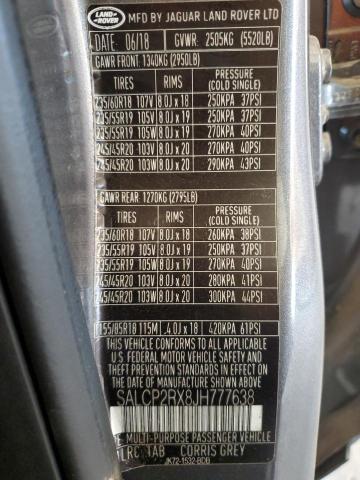 LAND ROVER MFD BY JAGUAR LAND ROVER LTD
DATE 06/18 GVWR: 2505KG (5520LB)
GAWR FRONT: 1340KG (2950LB)
TIRES RIMS PRESSURE (COLD SINGLE)
235/60R18 107V 8.0J x 18 250KPA 37PSI
235/55R19 105V 8.0J x 19 250KPA 37PSI
235/55R19 105W 8.0J x 19 270KPA 40PSI
245/45R20 103V 8.0J x 20 270KPA 40PSI
245/45R20 103W 8.0J x 20 290KPA 43PSI
GAWR REAR: 1270KG (2795LB)
TIRES RIMS PRESSURE (COLD SINGLE)
235/60R18 107V 8.0J x 18 260KPA 38PSI
235/55R19 105V 8.0J x 19 250KPA 37PSI
235/55R19 105W 8.0J x 19 270KPA 40PSI
245/45R20 103V 8.0J x 20 280KPA 41PSI
245/45R20 103W 8.0J x 20 300KPA 44PSI
155/85R18 115M 4.0J x 18 420KPA 61PSI
THIS VEHICLE CONFORMS TO ALL APPLICABLE
U.S. FEDERAL MOTOR VEHICLE SAFETY AND
THEFT PREVENTION STANDARDS IN EFFECT
ON THE DATE OF MANUFACTURE SHOWN ABOVE
SALCP2RX8JH777638
MULTI-PURPOSE PASSENGER VEHICLE
LRC 1AB CORRIS GREY
JK72-1532-BDB